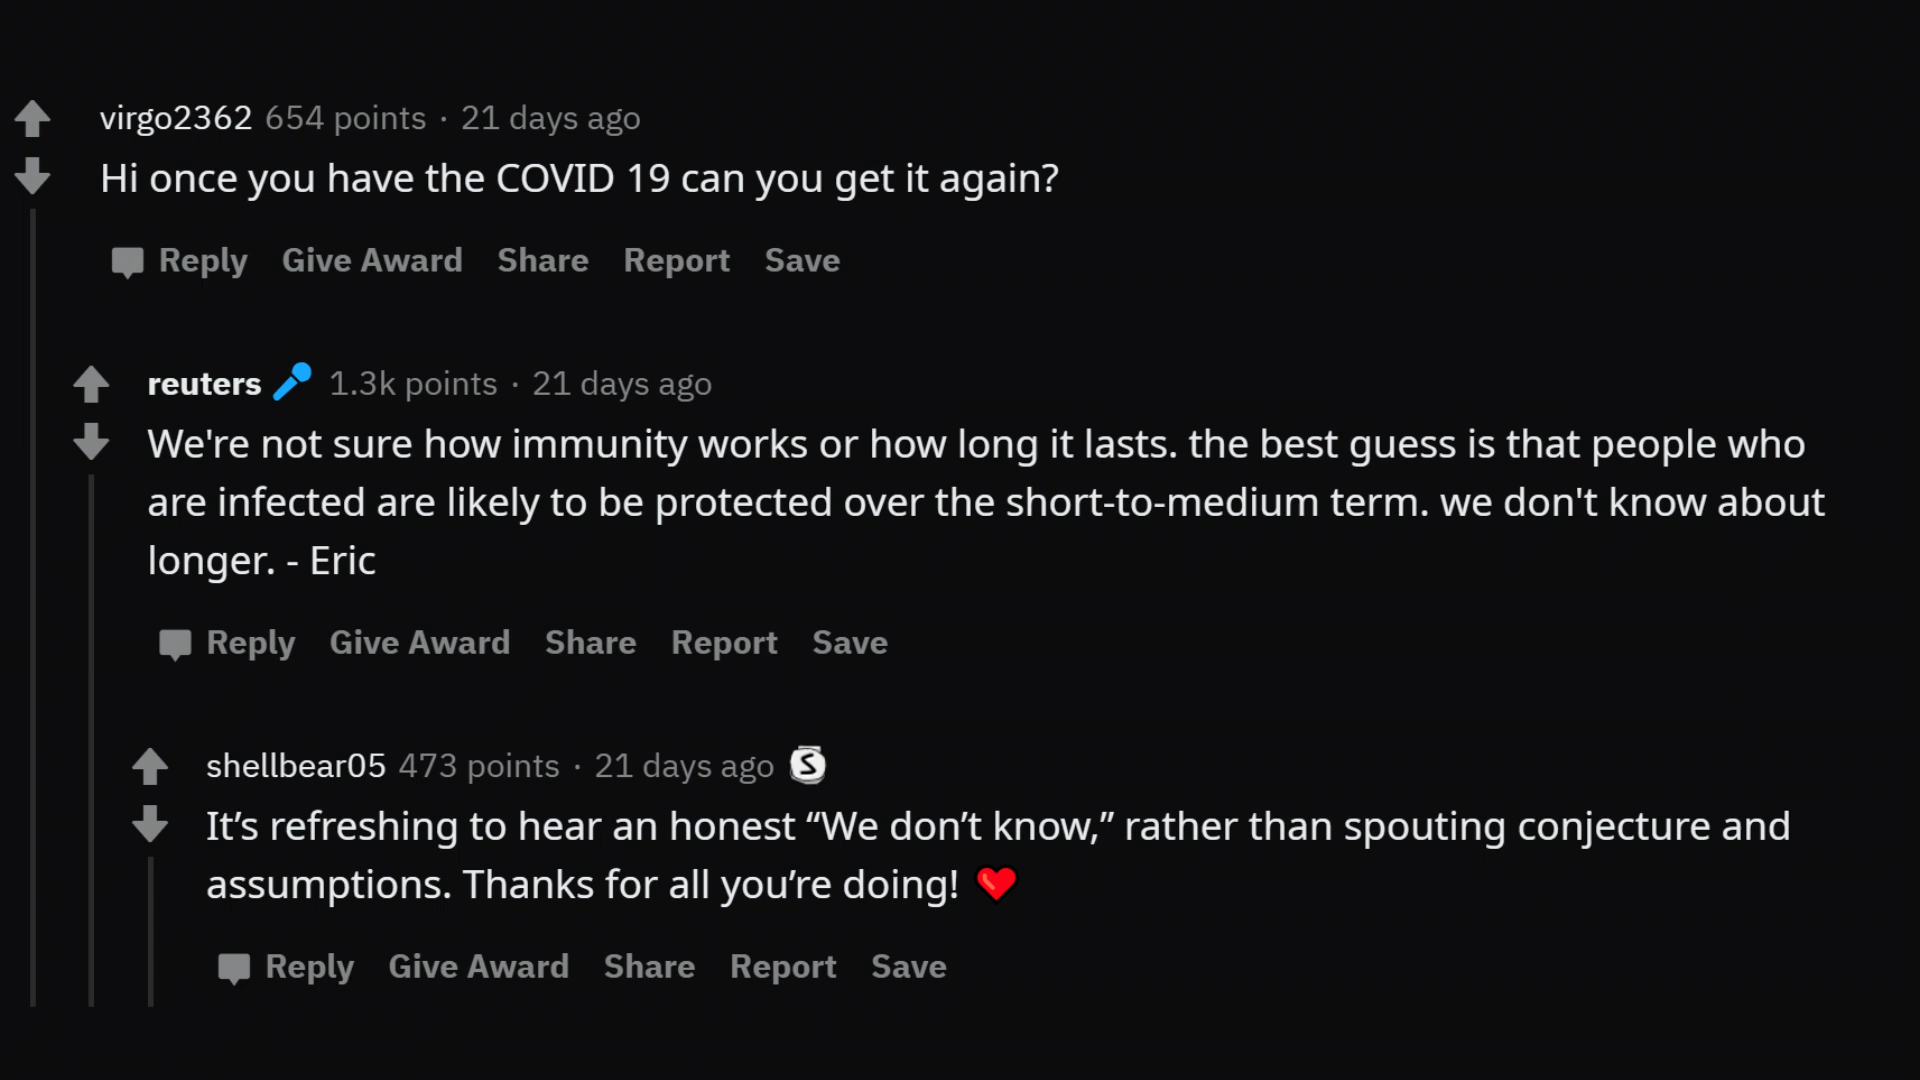 virgo2362 654 points · 21 days ago
Hi once you have the COVID 19 can you get it again?
Reply Give Award Share Report Save
reuters 1.3k points · 21 days ago
We're not sure how immunity works or how long it lasts. the best guess is that people who
are infected are likely to be protected over the short-to-medium term. we don't know about
longer. - Eric
Reply Give Award Share Report Save
shellbear05 473 points · 21 days ago S
It’s refreshing to hear an honest “We don’t know,” rather than spouting conjecture and
assumptions. Thanks for all you’re doing! ❤
Reply Give Award Share Report Save